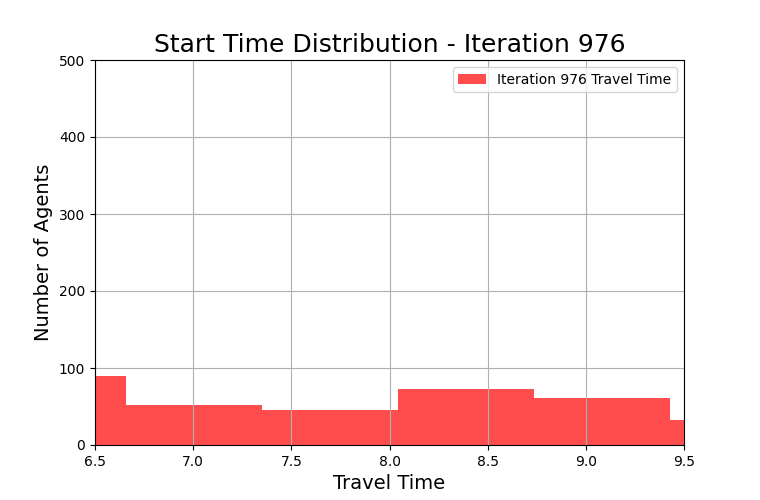 Start Time Distribution - Iteration 976
Iteration 976 Travel Time
500
400
300
200
100
0
Number of Agents
6.5 7.0 7.5 8.0 8.5 9.0 9.5
Travel Time